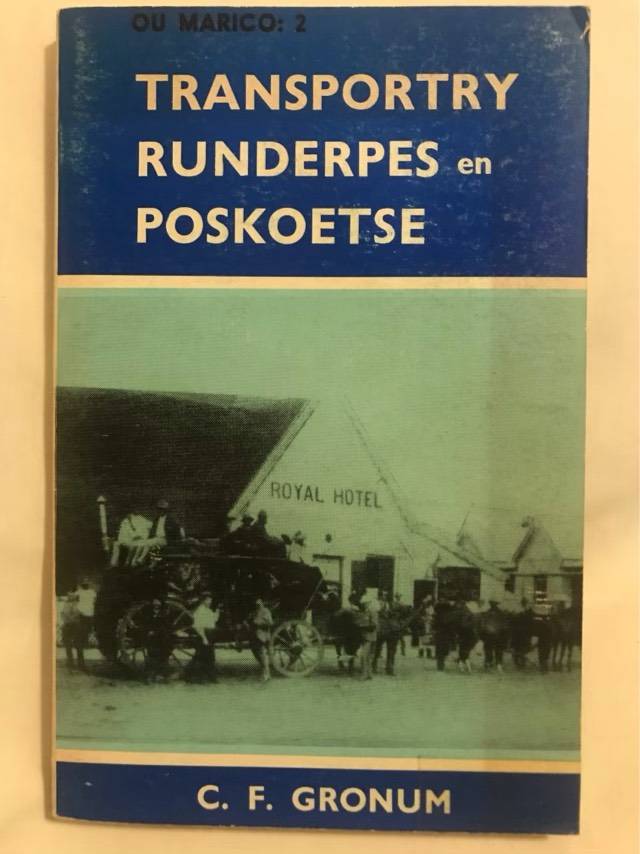 OU MARICO: 2
TRANSPORTRY
RUNDERPES en
POSKOETSE
ROYAL HOTEL
C. F. GRONUM